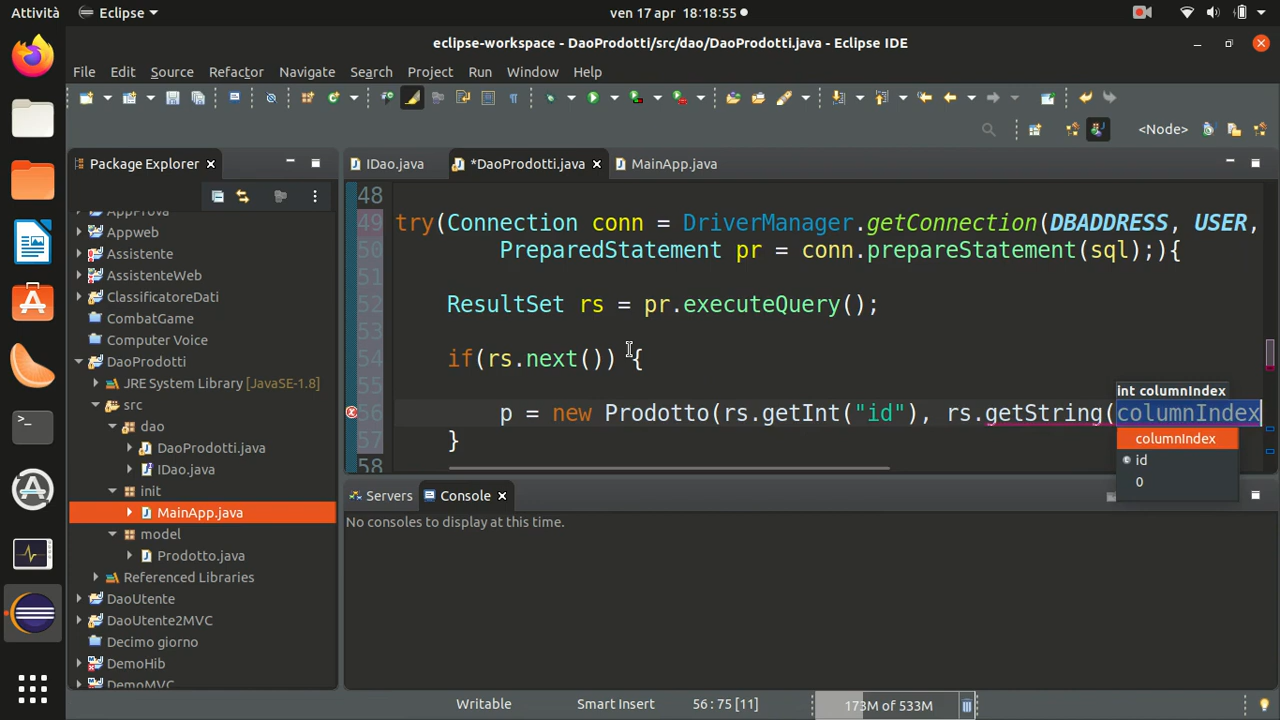 Attività
Eclipse
ven 17 apr 18:18:55
eclipse-workspace - DaoProdotti/src/dao/DaoProdotti.java - Eclipse IDE
File Edit Source Refactor Navigate Search Project Run Window Help
<Node>
Package Explorer
IDao.java
*DaoProdotti.java
MainApp.java
Appweb
Assistente
AssistenteWeb
ClassificatoreDati
CombatGame
Computer Voice
DaoProdotti
JRE System Library [JavaSE-1.8]
src
dao
DaoProdotti.java
IDao.java
init
MainApp.java
model
Prodotto.java
Referenced Libraries
DaoUtente
DaoUtente2MVC
Decimo giorno
DemoHib
DemoMVC
48
49 try(Connection conn = DriverManager.getConnection(DBADDRESS, USER,
50 PreparedStatement pr = conn.prepareStatement(sql);){
51
52 ResultSet rs = pr.executeQuery();
53
54 if(rs.next()) {
55
56 p = new Prodotto(rs.getInt("id"), rs.getString(columnIndex
57 }
58
int columnIndex
columnIndex
id
0
Servers
Console
No consoles to display at this time.
Writable
Smart Insert
56 : 75 [11]
173M of 533M